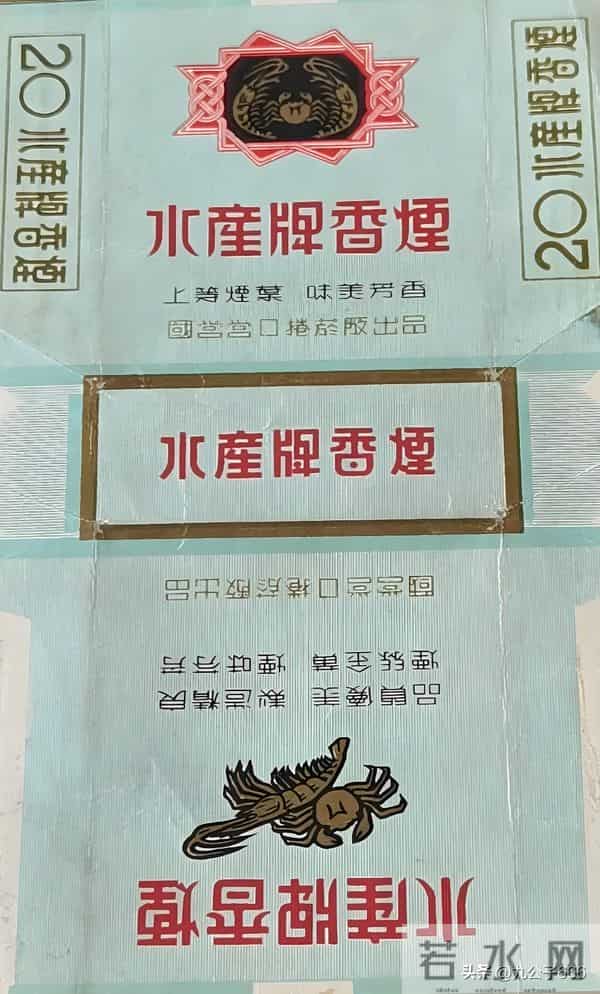 20水產牌香煙
水產牌香煙
上等煙葉 味美芳香
國營營口捲菸廠出品
20水產牌香煙
水產牌香煙
水產牌香煙
品質優美 製造精良
煙絲金黃 煙味芬芳
國營營口捲菸廠出品
若水网
头条 @九公子666